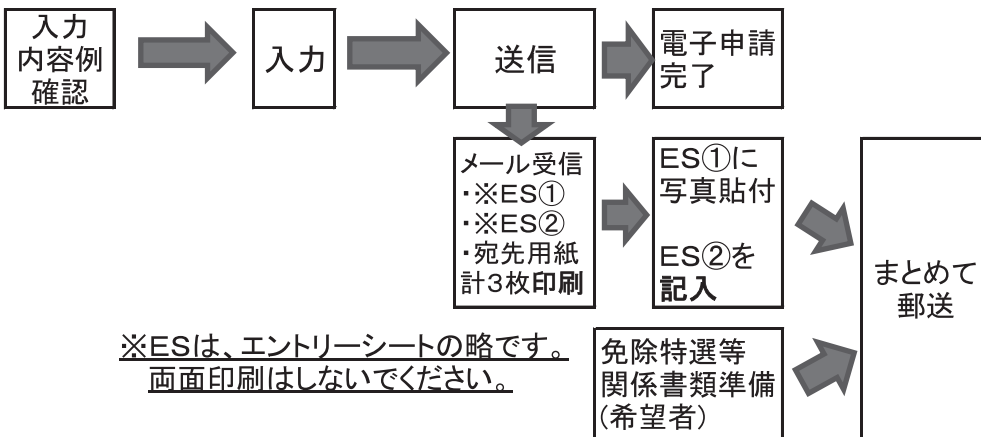 入力
内容例
確認
入力
送信
電子申請
完了
メール受信
・※ES①
・※ES②
・宛先用紙
計3枚印刷
ES①に
写真貼付
ES②を
記入
まとめて
郵送
※ESは、エントリーシートの略です。
両面印刷はしないでください。
免除特選等
関係書類準備
(希望者)